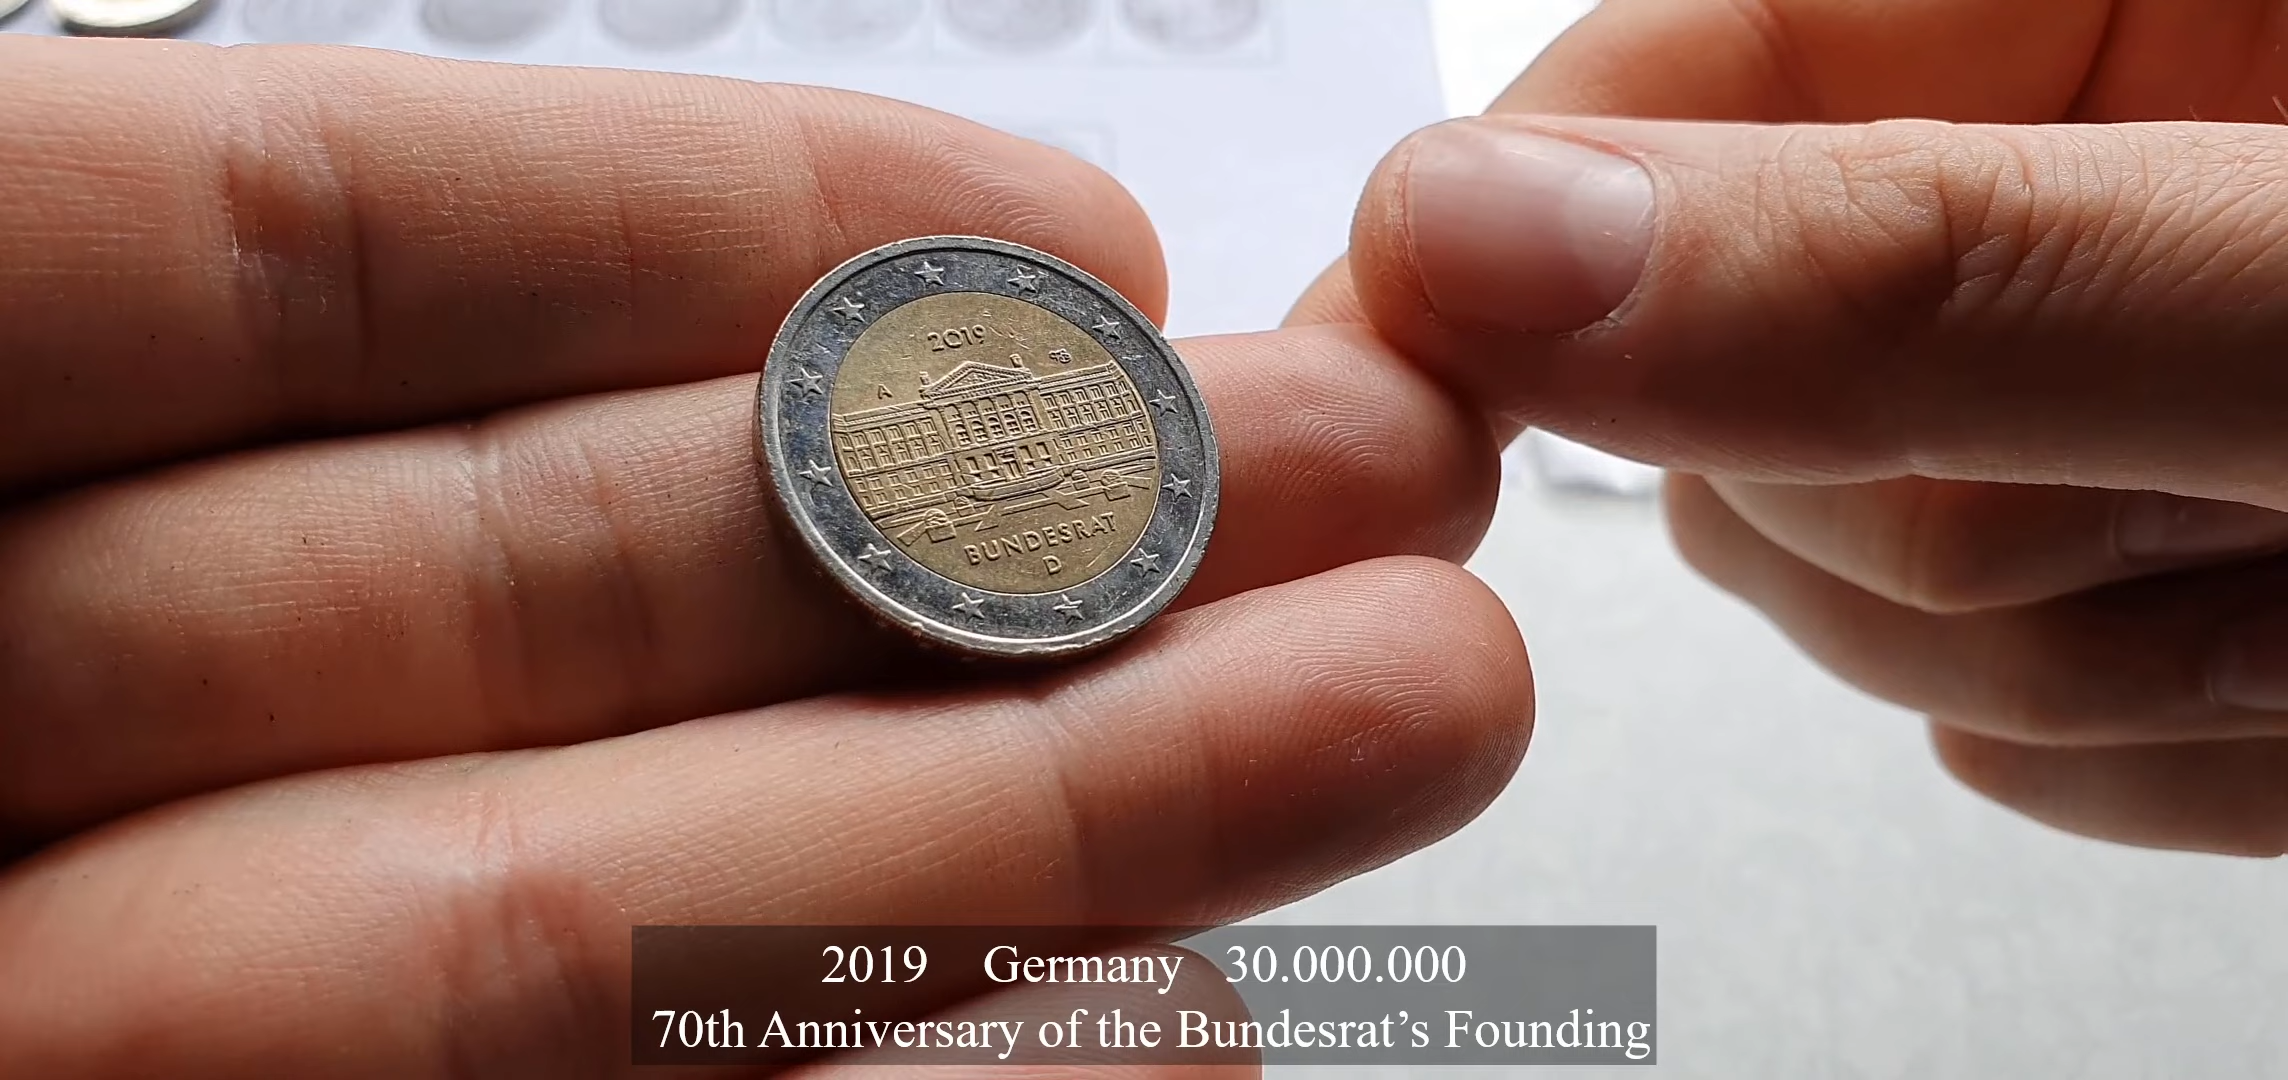 2019
A
BUNDESRAT
D
2019 Germany 30.000.000
70th Anniversary of the Bundesrat’s Founding